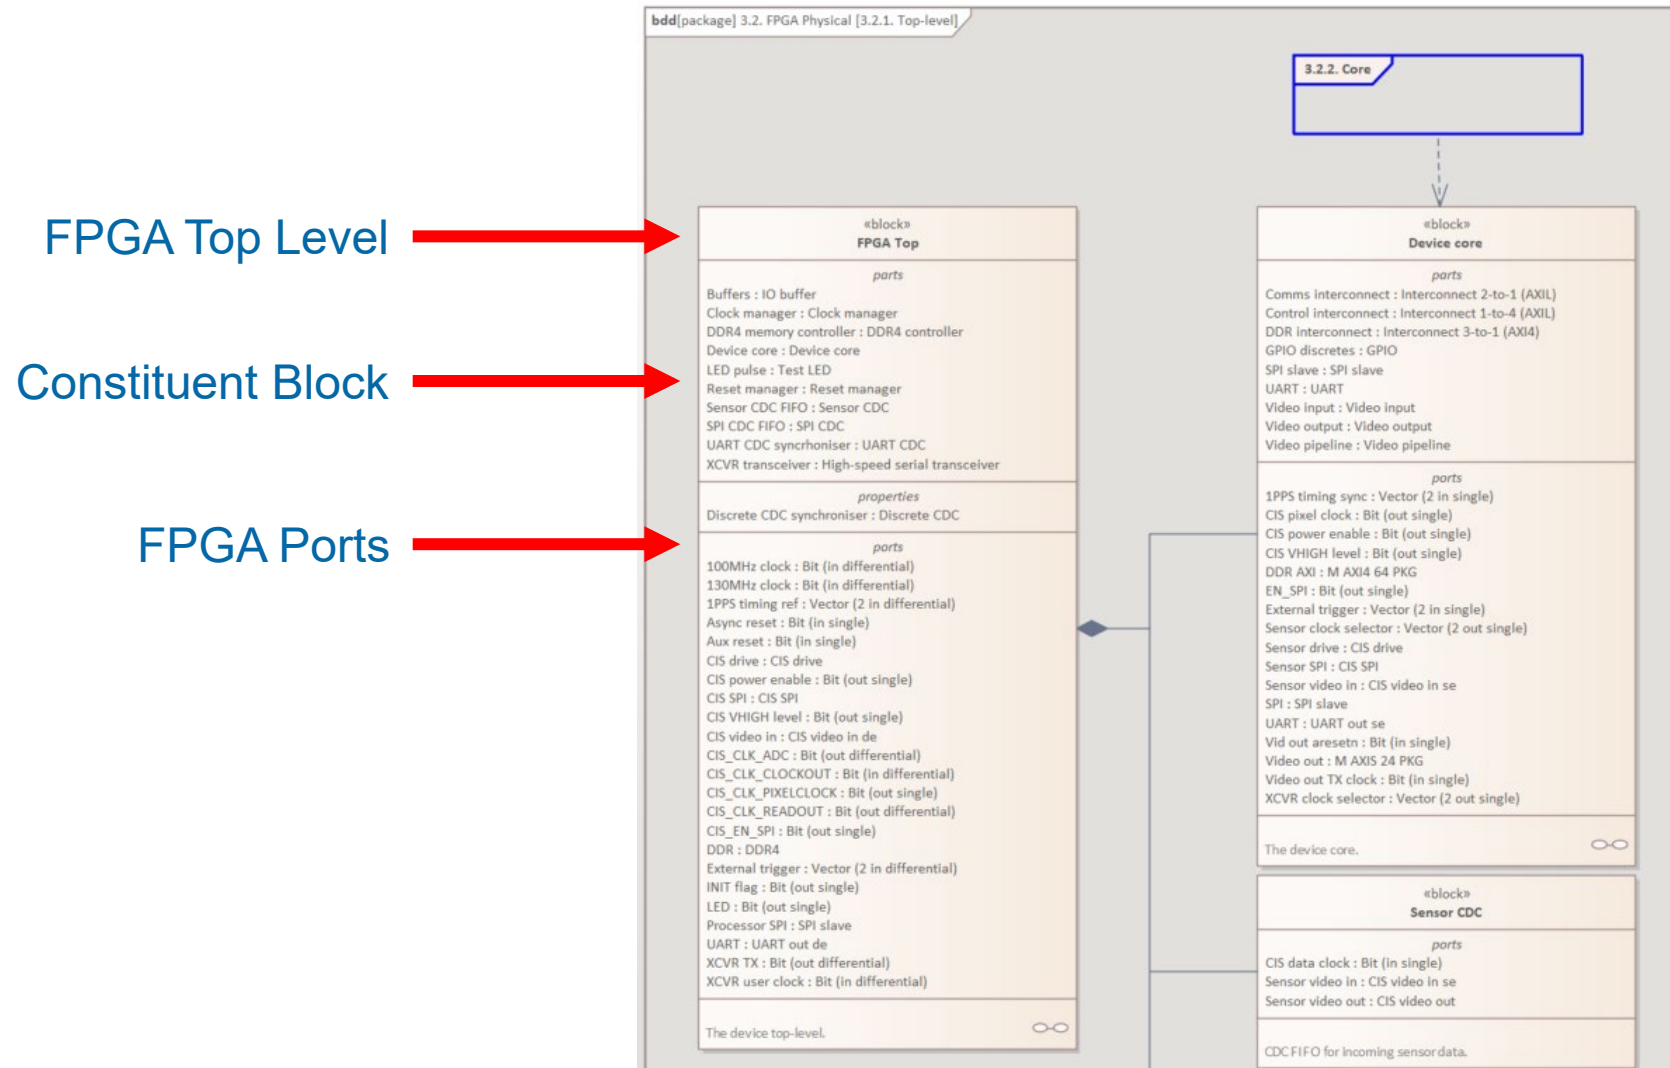 bdd[package] 3.2. FPGA Physical [3.2.1. Top-level]
3.2.2. Core
FPGA Top Level
Constituent Block
FPGA Ports
«block»
FPGA Top
parts
Buffers : IO buffer
Clock manager : Clock manager
DDR4 memory controller : DDR4 controller
Device core : Device core
LED pulse : Test LED
Reset manager : Reset manager
Sensor CDC FIFO : Sensor CDC
SPI CDC FIFO : SPI CDC
UART CDC syncrhoniser : UART CDC
XCVR transceiver : High-speed serial transceiver
properties
Discrete CDC synchroniser : Discrete CDC
ports
100MHz clock : Bit (in differential)
130MHz clock : Bit (in differential)
1PPS timing ref : Vector (2 in differential)
Async reset : Bit (in single)
Aux reset : Bit (in single)
CIS drive : CIS drive
CIS power enable : Bit (out single)
CIS SPI : CIS SPI
CIS VHIGH level : Bit (out single)
CIS video in : CIS video in de
CIS_CLK_ADC : Bit (out differential)
CIS_CLK_CLOCKOUT : Bit (in differential)
CIS_CLK_PIXELCLOCK : Bit (out single)
CIS_CLK_READOUT : Bit (out differential)
CIS_EN_SPI : Bit (out single)
DDR : DDR4
External trigger : Vector (2 in differential)
INIT flag : Bit (out single)
LED : Bit (out single)
Processor SPI : SPI slave
UART : UART out de
XCVR TX : Bit (out differential)
XCVR user clock : Bit (in differential)
The device top-level.
«block»
Device core
parts
Comms interconnect : Interconnect 2-to-1 (AXIL)
Control interconnect : Interconnect 1-to-4 (AXIL)
DDR interconnect : Interconnect 3-to-1 (AXI4)
GPIO discretes : GPIO
SPI slave : SPI slave
UART : UART
Video input : Video input
Video output : Video output
Video pipeline : Video pipeline
ports
1PPS timing sync : Vector (2 in single)
CIS pixel clock : Bit (out single)
CIS power enable : Bit (out single)
CIS VHIGH level : Bit (out single)
DDR AXI : M AXI4 64 PKG
EN_SPI : Bit (out single)
External trigger : Vector (2 in single)
Sensor clock selector : Vector (2 out single)
Sensor drive : CIS drive
Sensor SPI : CIS SPI
Sensor video in : CIS video in se
SPI : SPI slave
UART : UART out se
Vid out aresetn : Bit (in single)
Video out : M AXIS 24 PKG
Video out TX clock : Bit (in single)
XCVR clock selector : Vector (2 out single)
The device core.
«block»
Sensor CDC
ports
CIS data clock : Bit (in single)
Sensor video in : CIS video in se
Sensor video out : CIS video out
CDC FIFO for incoming sensor data.